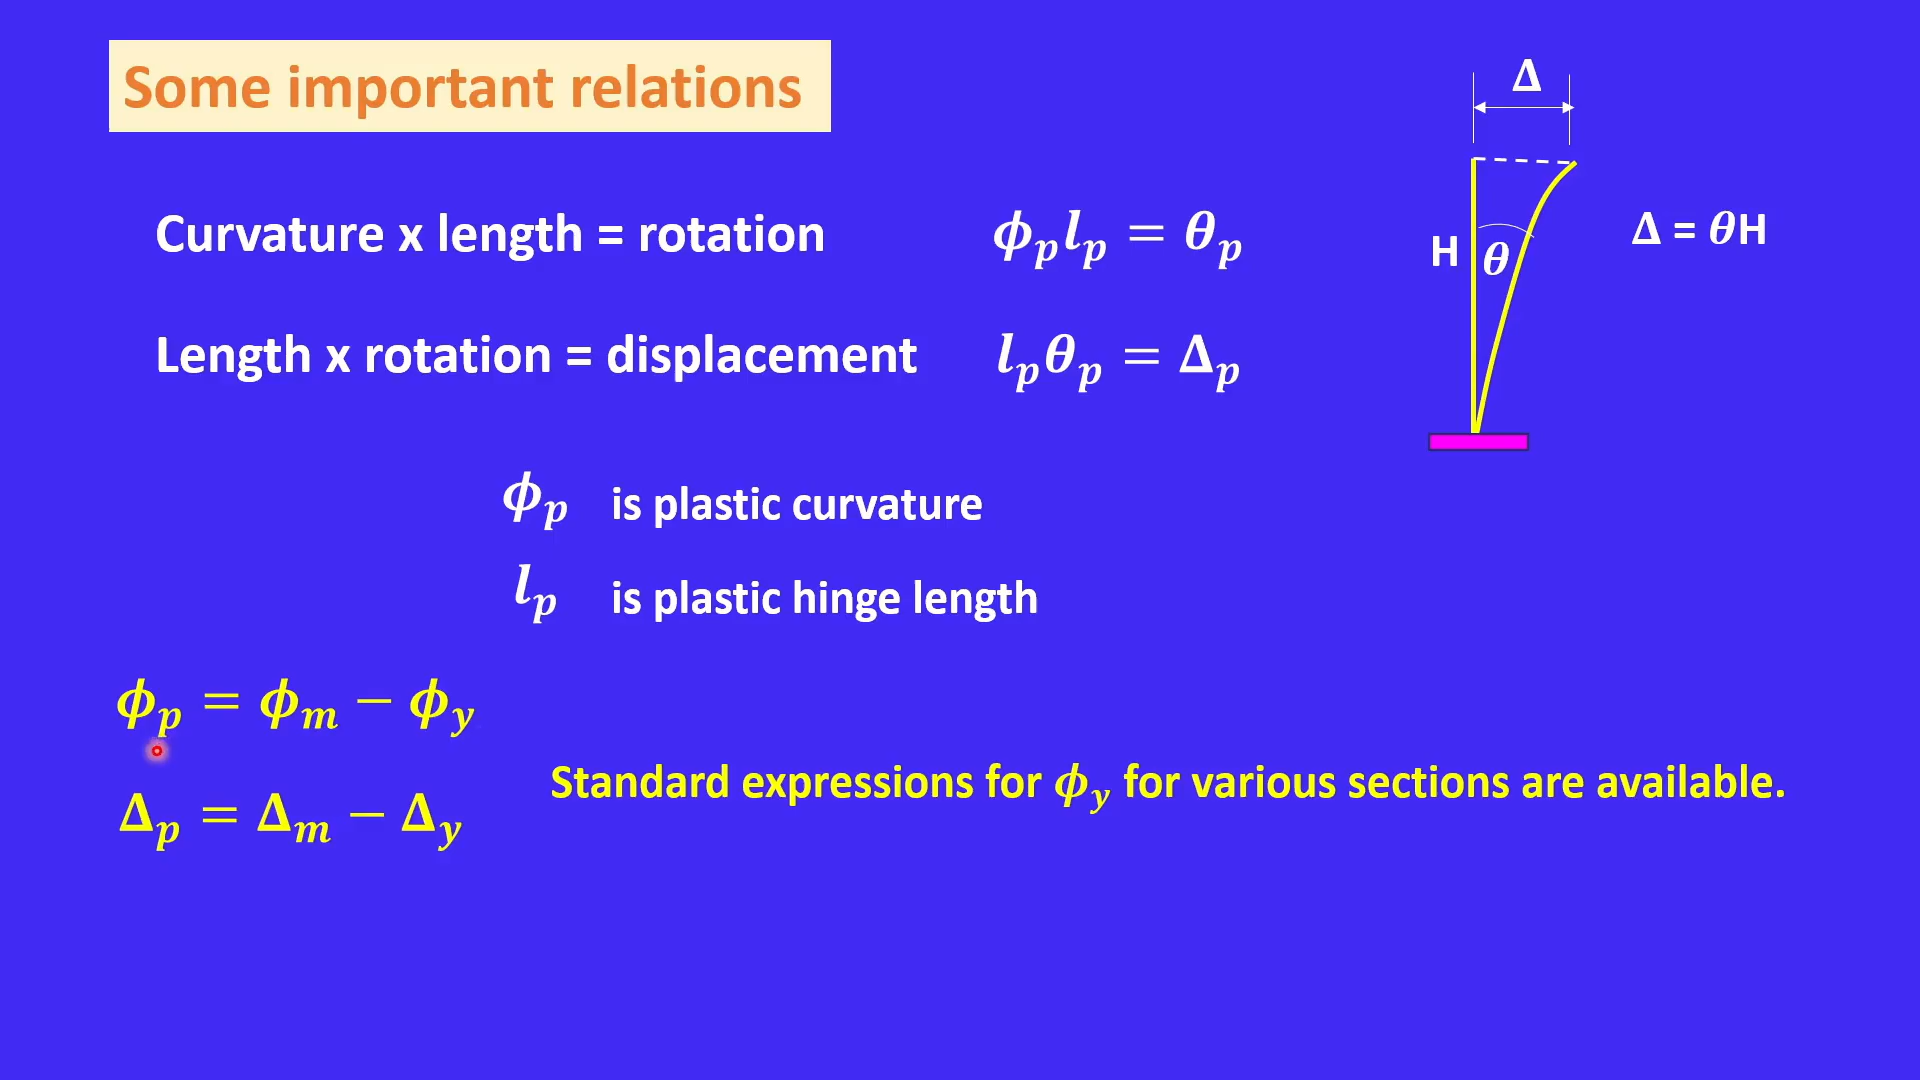 Some important relations
Curvature x length = rotation
ϕₚlₚ = θₚ
Length x rotation = displacement
lₚθₚ = Δₚ
Δ
H
θ
Δ = θH
ϕₚ is plastic curvature
lₚ is plastic hinge length
ϕₚ = ϕₘ − ϕ_y
Δₚ = Δₘ − Δ_y
Standard expressions for ϕ_y for various sections are available.